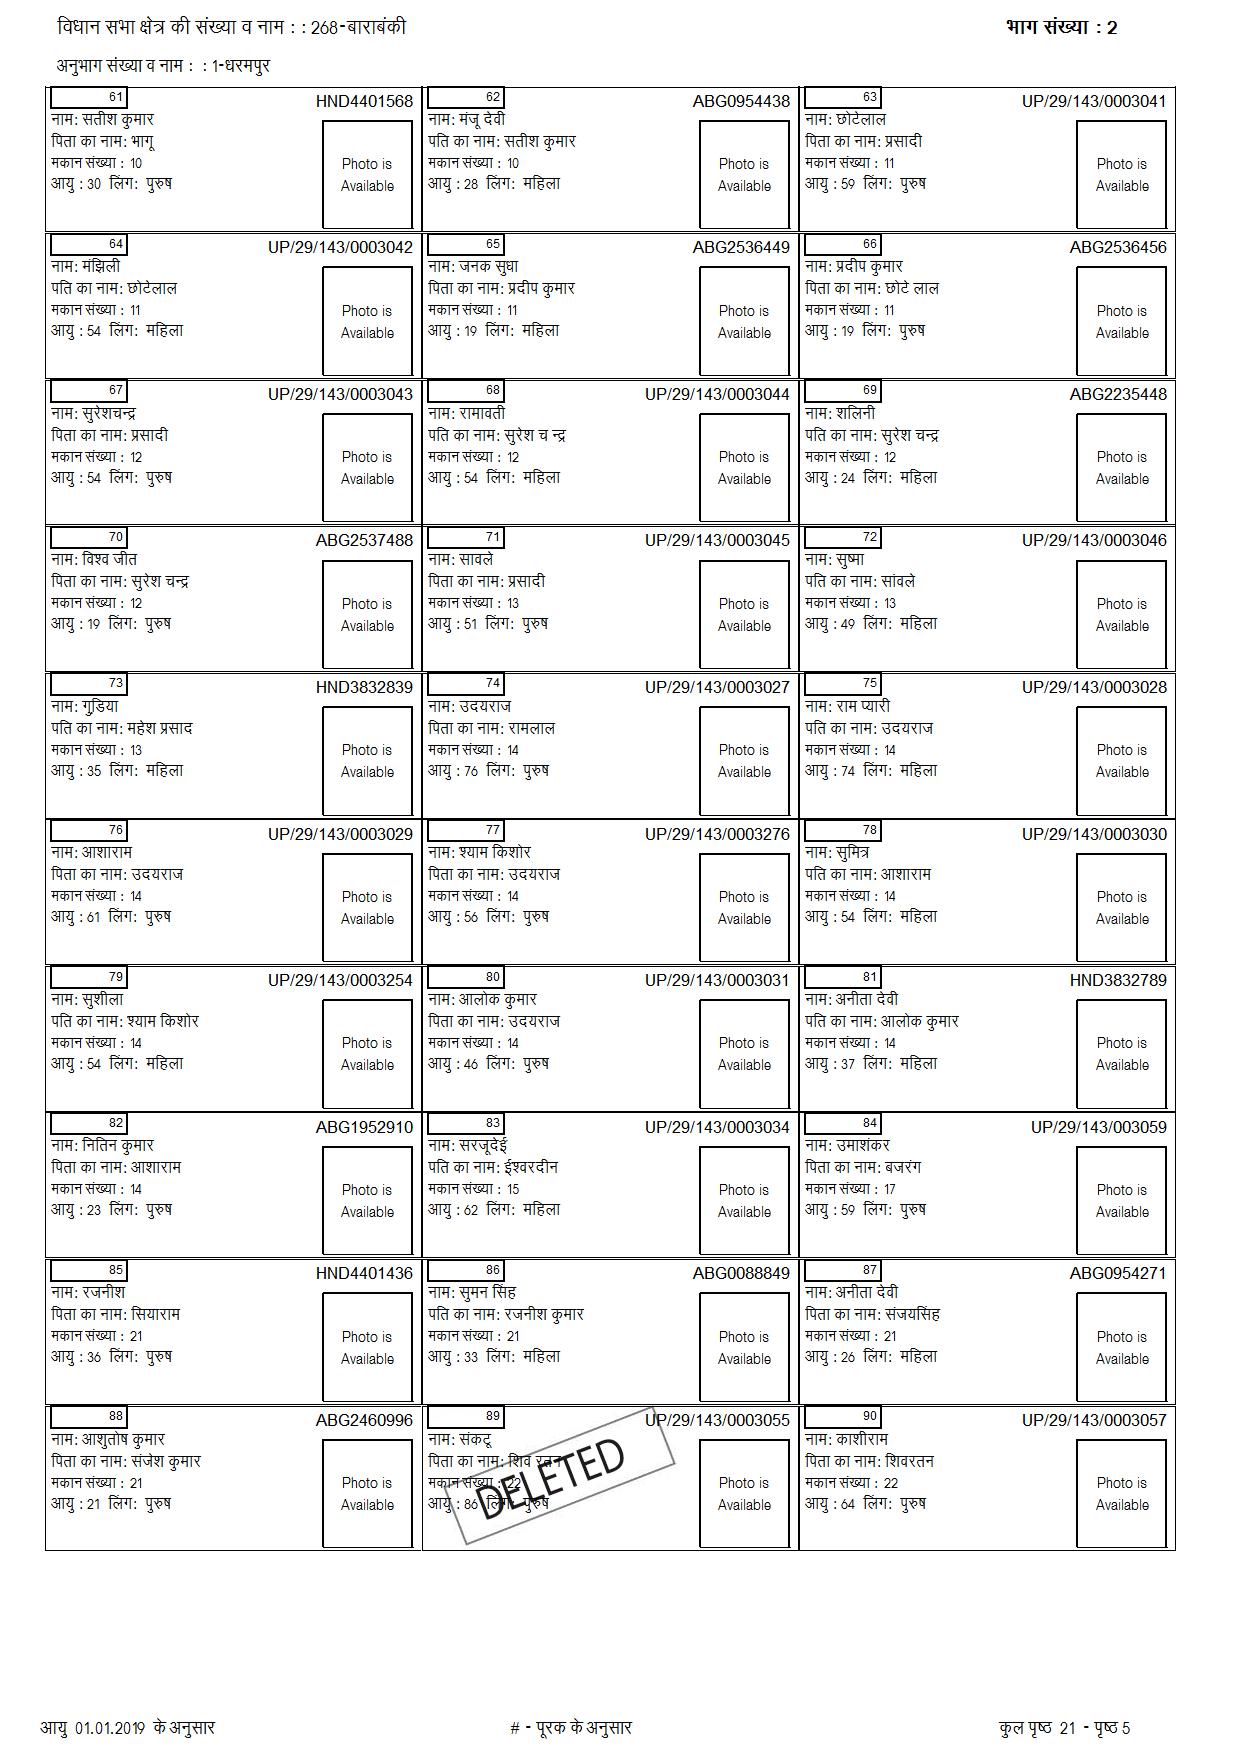 विधान सभा क्षेत्र की संख्या व नाम : : 268-बाराबंकी
भाग संख्या : 2
अनुभाग संख्या व नाम : : 1-धरमपुर
61 HND4401568
नाम: सतीश कुमार
पिता का नाम: भागू
मकान संख्या : 10
आयु : 30 लिंग: पुरुष
Photo is
Available
62 ABG0954438
नाम: मंजू देवी
पति का नाम: सतीश कुमार
मकान संख्या : 10
आयु : 28 लिंग: महिला
Photo is
Available
63 UP/29/143/0003041
नाम: छोटेलाल
पिता का नाम: प्रसादी
मकान संख्या : 11
आयु : 59 लिंग: पुरुष
Photo is
Available
64 UP/29/143/0003042
नाम: मंझिली
पति का नाम: छोटेलाल
मकान संख्या : 11
आयु : 54 लिंग: महिला
Photo is
Available
65 ABG2536449
नाम: जनक सुधा
पिता का नाम: प्रदीप कुमार
मकान संख्या : 11
आयु : 19 लिंग: महिला
Photo is
Available
66 ABG2536456
नाम: प्रदीप कुमार
पिता का नाम: छोटे लाल
मकान संख्या : 11
आयु : 19 लिंग: पुरुष
Photo is
Available
67 UP/29/143/0003043
नाम: सुरेशचन्द्र
पिता का नाम: प्रसादी
मकान संख्या : 12
आयु : 54 लिंग: पुरुष
Photo is
Available
68 UP/29/143/0003044
नाम: रामावती
पति का नाम: सुरेश च न्द्र
मकान संख्या : 12
आयु : 54 लिंग: महिला
Photo is
Available
69 ABG2235448
नाम: शलिनी
पति का नाम: सुरेश चन्द्र
मकान संख्या : 12
आयु : 24 लिंग: महिला
Photo is
Available
70 ABG2537488
नाम: विश्व जीत
पिता का नाम: सुरेश चन्द्र
मकान संख्या : 12
आयु : 19 लिंग: पुरुष
Photo is
Available
71 UP/29/143/0003045
नाम: सावले
पिता का नाम: प्रसादी
मकान संख्या : 13
आयु : 51 लिंग: पुरुष
Photo is
Available
72 UP/29/143/0003046
नाम: सुष्मा
पति का नाम: सांवले
मकान संख्या : 13
आयु : 49 लिंग: महिला
Photo is
Available
73 HND3832839
नाम: गुड़िया
पति का नाम: महेश प्रसाद
मकान संख्या : 13
आयु : 35 लिंग: महिला
Photo is
Available
74 UP/29/143/0003027
नाम: उदयराज
पिता का नाम: रामलाल
मकान संख्या : 14
आयु : 76 लिंग: पुरुष
Photo is
Available
75 UP/29/143/0003028
नाम: राम प्यारी
पति का नाम: उदयराज
मकान संख्या : 14
आयु : 74 लिंग: महिला
Photo is
Available
76 UP/29/143/0003029
नाम: आशाराम
पिता का नाम: उदयराज
मकान संख्या : 14
आयु : 61 लिंग: पुरुष
Photo is
Available
77 UP/29/143/0003276
नाम: श्याम किशोर
पिता का नाम: उदयराज
मकान संख्या : 14
आयु : 56 लिंग: पुरुष
Photo is
Available
78 UP/29/143/0003030
नाम: सुमित्र
पति का नाम: आशाराम
मकान संख्या : 14
आयु : 54 लिंग: महिला
Photo is
Available
79 UP/29/143/0003254
नाम: सुशीला
पति का नाम: श्याम किशोर
मकान संख्या : 14
आयु : 54 लिंग: महिला
Photo is
Available
80 UP/29/143/0003031
नाम: आलोक कुमार
पिता का नाम: उदयराज
मकान संख्या : 14
आयु : 46 लिंग: पुरुष
Photo is
Available
81 HND3832789
नाम: अनीता देवी
पति का नाम: आलोक कुमार
मकान संख्या : 14
आयु : 37 लिंग: महिला
Photo is
Available
82 ABG1952910
नाम: नितिन कुमार
पिता का नाम: आशाराम
मकान संख्या : 14
आयु : 23 लिंग: पुरुष
Photo is
Available
83 UP/29/143/0003034
नाम: सरजूदेई
पति का नाम: ईश्वरदीन
मकान संख्या : 15
आयु : 62 लिंग: महिला
Photo is
Available
84 UP/29/143/003059
नाम: उमाशंकर
पिता का नाम: बजरंग
मकान संख्या : 17
आयु : 59 लिंग: पुरुष
Photo is
Available
85 HND4401436
नाम: रजनीश
पिता का नाम: सियाराम
मकान संख्या : 21
आयु : 36 लिंग: पुरुष
Photo is
Available
86 ABG0088849
नाम: सुमन सिंह
पति का नाम: रजनीश कुमार
मकान संख्या : 21
आयु : 33 लिंग: महिला
Photo is
Available
87 ABG0954271
नाम: अनीता देवी
पिता का नाम: संजयसिंह
मकान संख्या : 21
आयु : 26 लिंग: महिला
Photo is
Available
88 ABG2460996
नाम: आशुतोष कुमार
पिता का नाम: संजेश कुमार
मकान संख्या : 21
आयु : 21 लिंग: पुरुष
Photo is
Available
89 UP/29/143/0003055
नाम: संकटू
पिता का नाम: शिव रतन
मकान संख्या : 22
आयु : 86 लिंग: पुरुष
DELETED
Photo is
Available
90 UP/29/143/0003057
नाम: काशीराम
पिता का नाम: शिवरतन
मकान संख्या : 22
आयु : 64 लिंग: पुरुष
Photo is
Available
आयु 01.01.2019 के अनुसार
# - पूरक के अनुसार
कुल पृष्ठ 21 - पृष्ठ 5